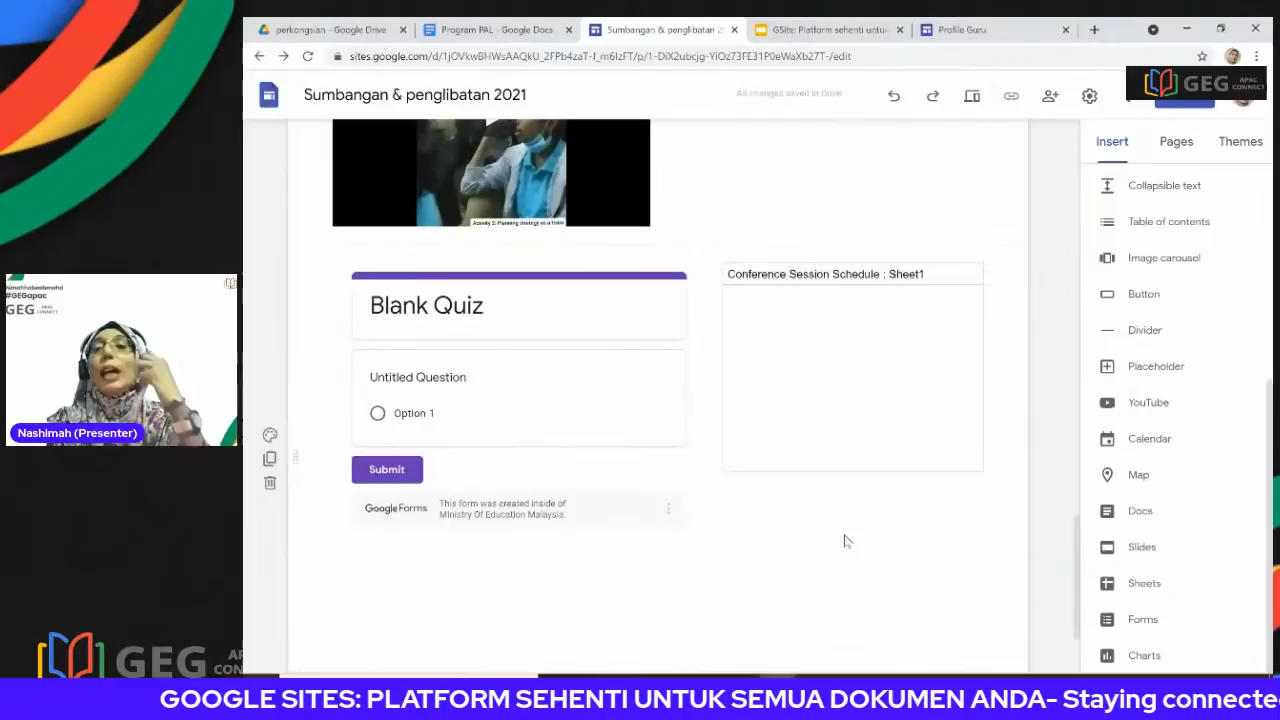 perkongsian - Google Drive
Program PAL - Google Docs
Sumbangan & penglibatan 2
GSite: Platform sehenti untu
Profile Guru
sites.google.com/d/1jOVkwBHWsAAQkU_2FPb4zaT-f_m6IzFT/p/1-DiX2ubcjg-YiOz73FE31P0eWaXb27T-/edit
GEG APAC CONNECT
Sumbangan & penglibatan 2021
All changes saved in Drive
Insert
Pages
Themes
Collapsible text
Table of contents
Image carousel
Button
Divider
Placeholder
YouTube
Calendar
Map
Docs
Slides
Sheets
Forms
Charts
Activity 2: Planning strategy as a team
Conference Session Schedule : Sheet1
Blank Quiz
Untitled Question
Option 1
Submit
Google Forms
This form was created inside of
Ministry Of Education Malaysia.
#GEGapac
GEG APAC CONNECT
Nashimah (Presenter)
GEG APAC CON
GOOGLE SITES: PLATFORM SEHENTI UNTUK SEMUA DOKUMEN ANDA- Staying connecte